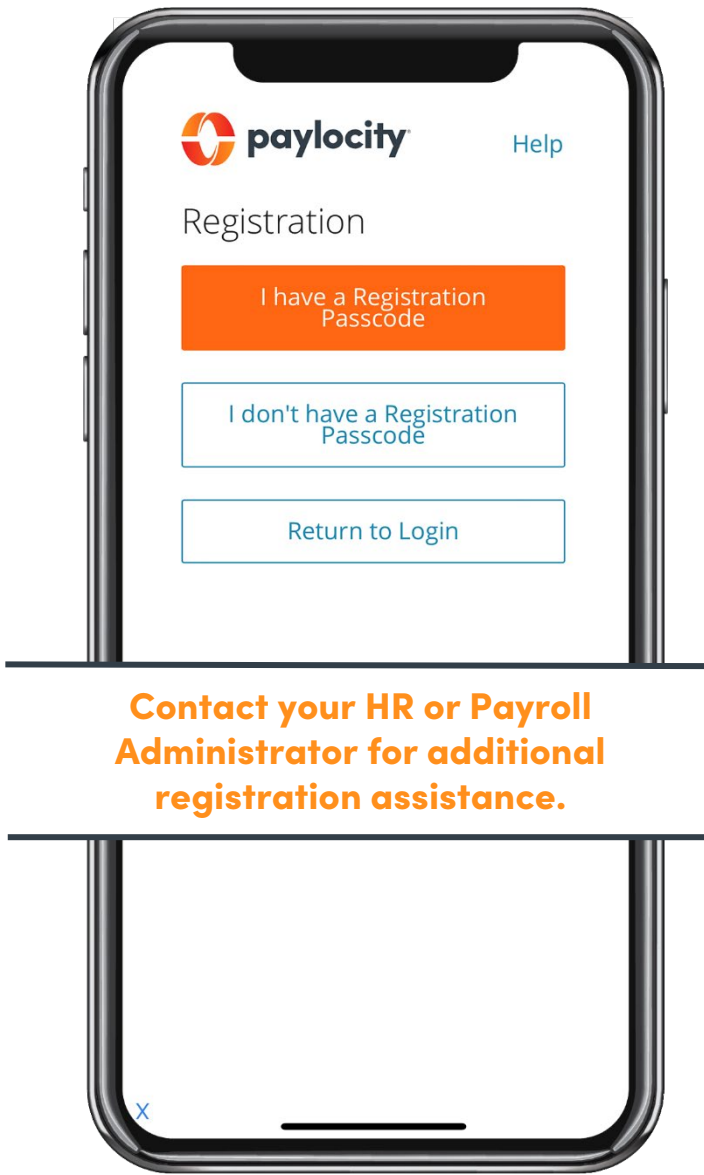 paylocity
Help
Registration
I have a Registration
Passcode
I don't have a Registration
Passcode
Return to Login
Contact your HR or Payroll
Administrator for additional
registration assistance.
X